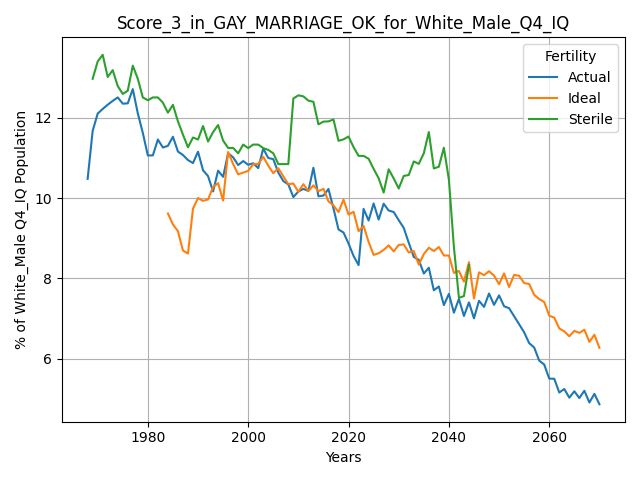 Score_3_in_GAY_MARRIAGE_OK_for_White_Male_Q4_IQ
Fertility
Actual
Ideal
Sterile
% of White_Male Q4_IQ Population
12
10
8
6
1980
2000
2020
2040
2060
Years